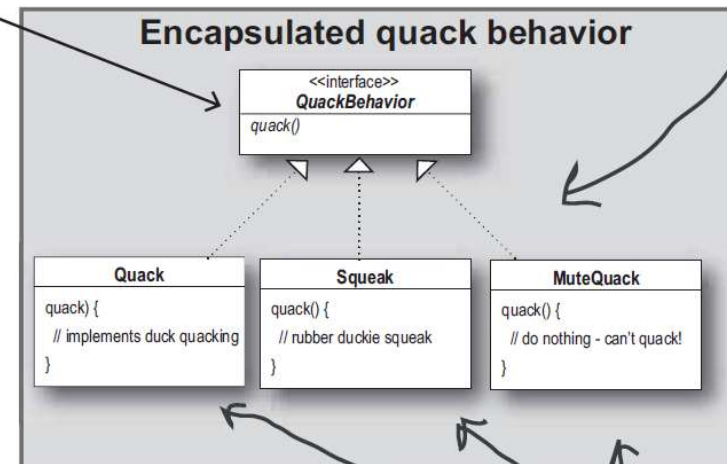 Encapsulated quack behavior
<<interface>>
QuackBehavior
quack()
Quack
quack) {
// implements duck quacking
}
Squeak
quack() {
// rubber duckie squeak
}
MuteQuack
quack() {
// do nothing - can't quack!
}